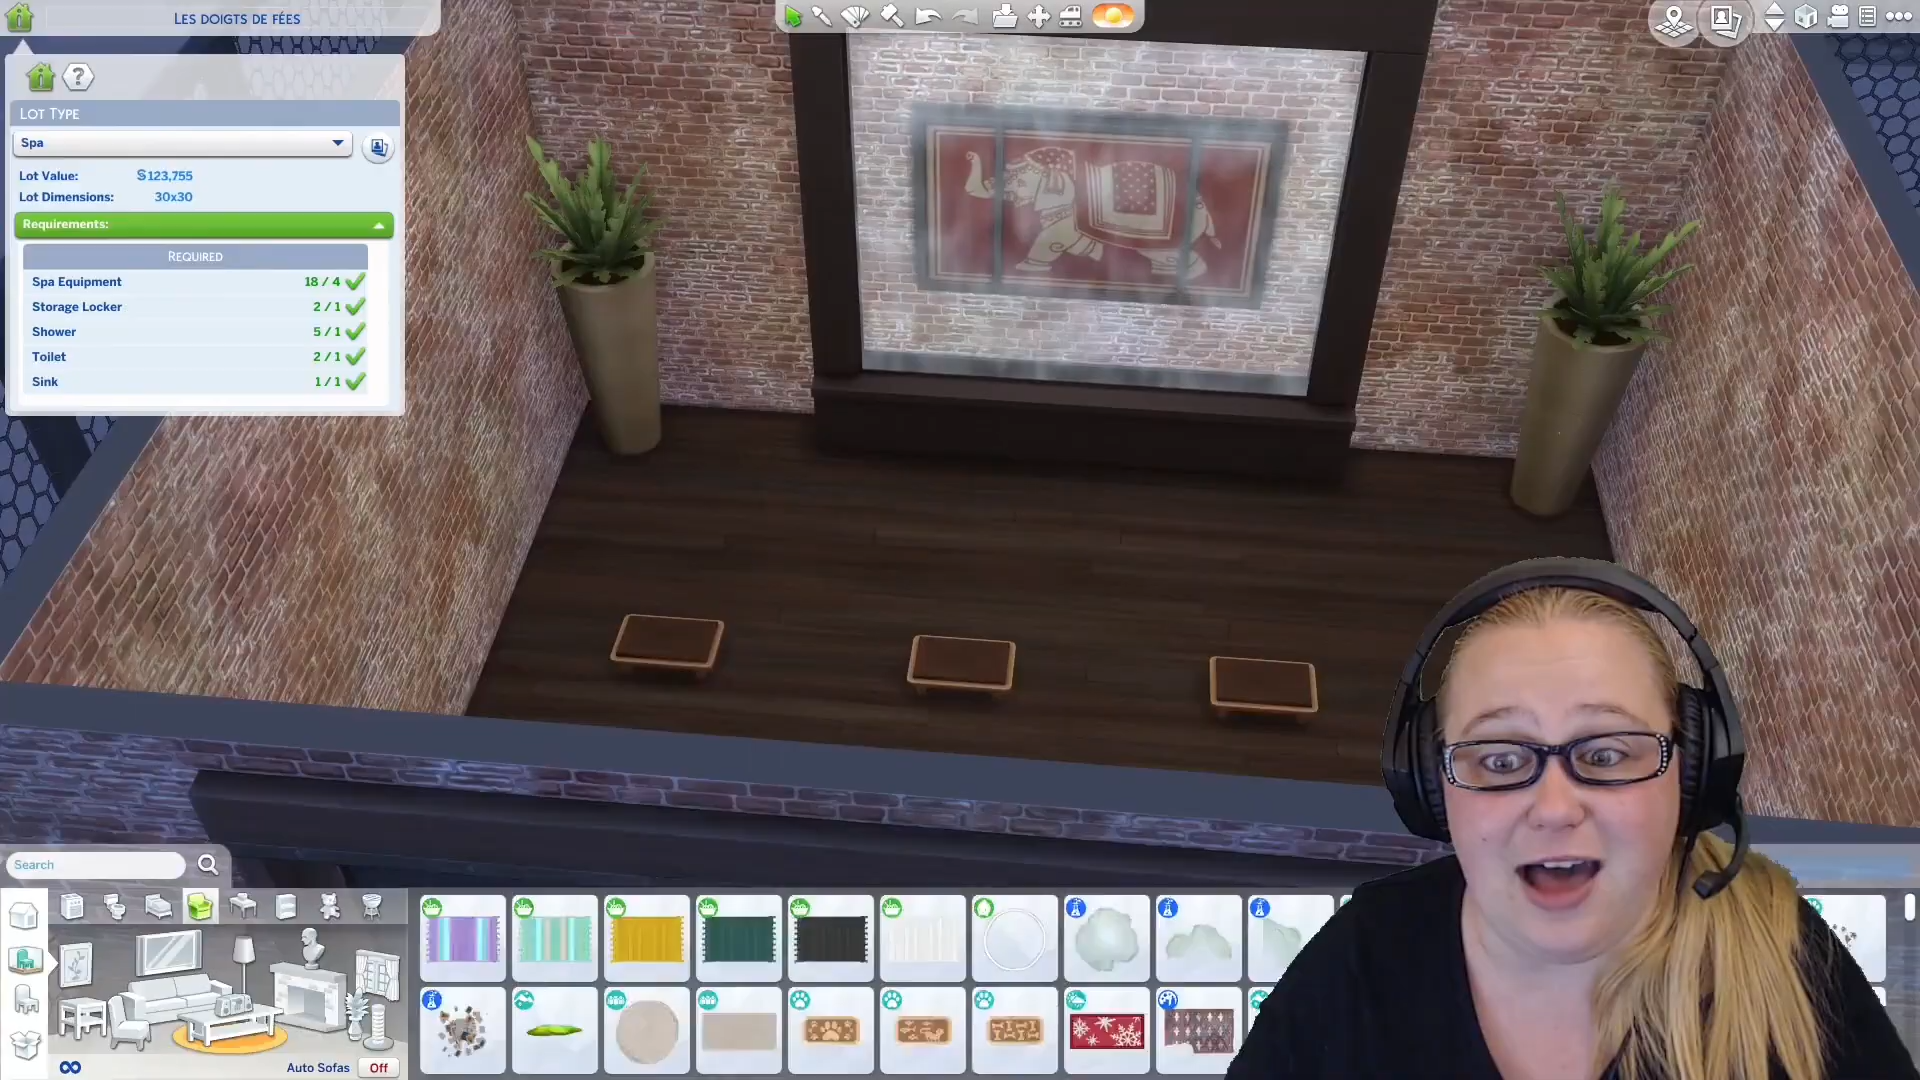 Les doigts de fées
Lot Type
Spa
Lot Value: §123,755
Lot Dimensions: 30x30
Requirements:
Required
Spa Equipment 18 / 4
Storage Locker 2 / 1
Shower 5 / 1
Toilet 2 / 1
Sink 1 / 1
Search
Auto Sofas Off